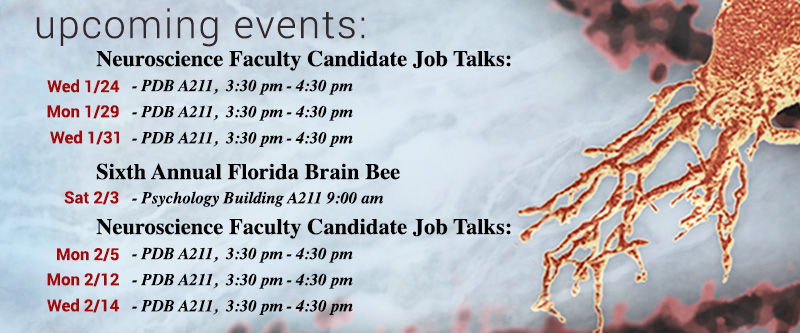 upcoming events:
Neuroscience Faculty Candidate Job Talks:
Wed 1/24 - PDB A211, 3:30 pm - 4:30 pm
Mon 1/29 - PDB A211, 3:30 pm - 4:30 pm
Wed 1/31 - PDB A211, 3:30 pm - 4:30 pm
Sixth Annual Florida Brain Bee
Sat 2/3 - Psychology Building A211 9:00 am
Neuroscience Faculty Candidate Job Talks:
Mon 2/5 - PDB A211, 3:30 pm - 4:30 pm
Mon 2/12 - PDB A211, 3:30 pm - 4:30 pm
Wed 2/14 - PDB A211, 3:30 pm - 4:30 pm